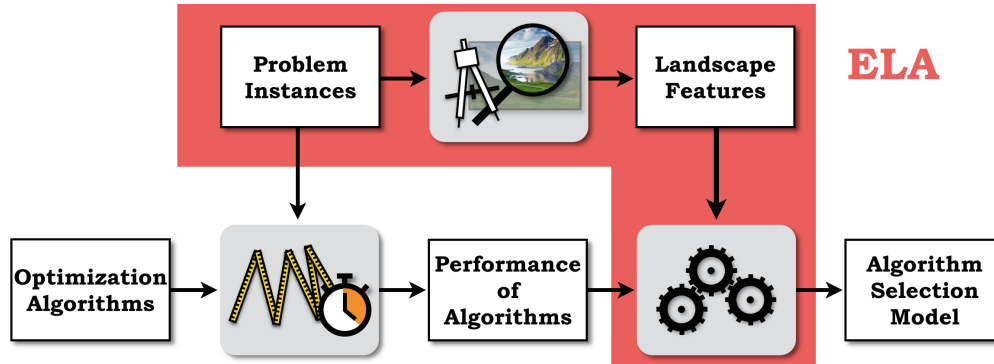 Problem
Instances
Landscape
Features
ELA
Optimization
Algorithms
Performance
of
Algorithms
Algorithm
Selection
Model